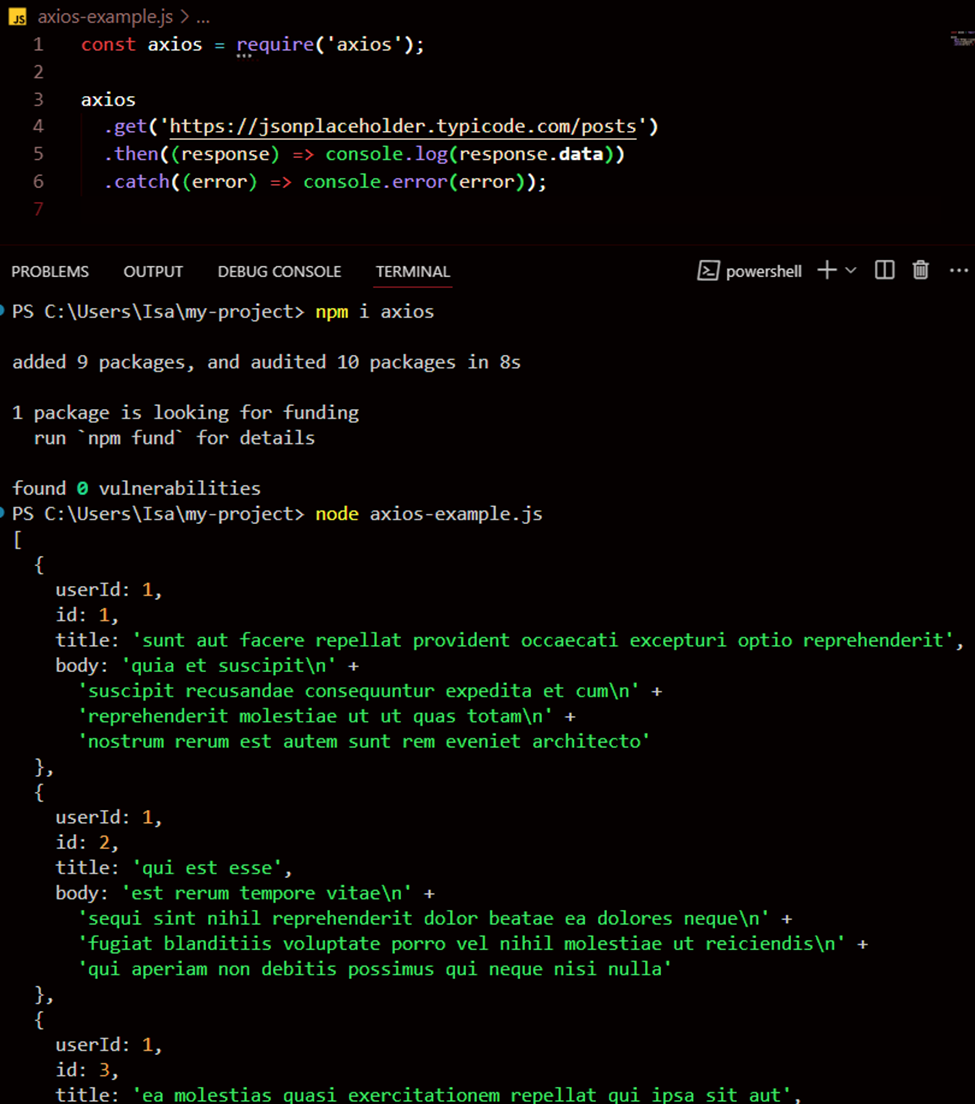 JS axios-example.js > ...
1 const axios = require('axios');
2
3 axios
4 .get('https://jsonplaceholder.typicode.com/posts')
5 .then((response) => console.log(response.data))
6 .catch((error) => console.error(error));
7
PROBLEMS OUTPUT DEBUG CONSOLE TERMINAL powershell
PS C:\Users\Isa\my-project> npm i axios
added 9 packages, and audited 10 packages in 8s
1 package is looking for funding
run `npm fund` for details
found 0 vulnerabilities
PS C:\Users\Isa\my-project> node axios-example.js
[
{
userId: 1,
id: 1,
title: 'sunt aut facere repellat provident occaecati excepturi optio reprehenderit',
body: 'quia et suscipit\n' +
'suscipit recusandae consequuntur expedita et cum\n' +
'reprehenderit molestiae ut ut quas totam\n' +
'nostrum rerum est autem sunt rem eveniet architecto'
},
{
userId: 1,
id: 2,
title: 'qui est esse',
body: 'est rerum tempore vitae\n' +
'sequi sint nihil reprehenderit dolor beatae ea dolores neque\n' +
'fugiat blanditiis voluptate porro vel nihil molestiae ut reiciendis\n' +
'qui aperiam non debitis possimus qui neque nisi nulla'
},
{
userId: 1,
id: 3,
title: 'ea molestias quasi exercitationem repellat qui ipsa sit aut',